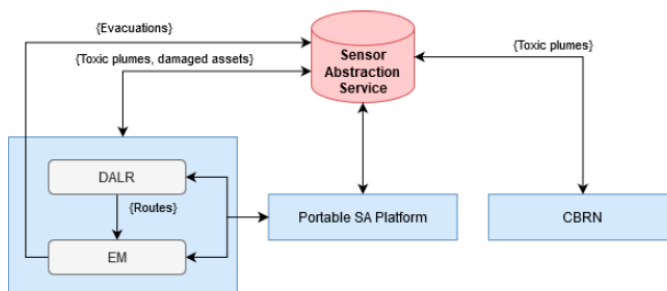 {Evacuations}
{Toxic plumes, damaged assets}
Sensor
Abstraction
Service
{Toxic plumes}
DALR
{Routes}
EM
Portable SA Platform
CBRN